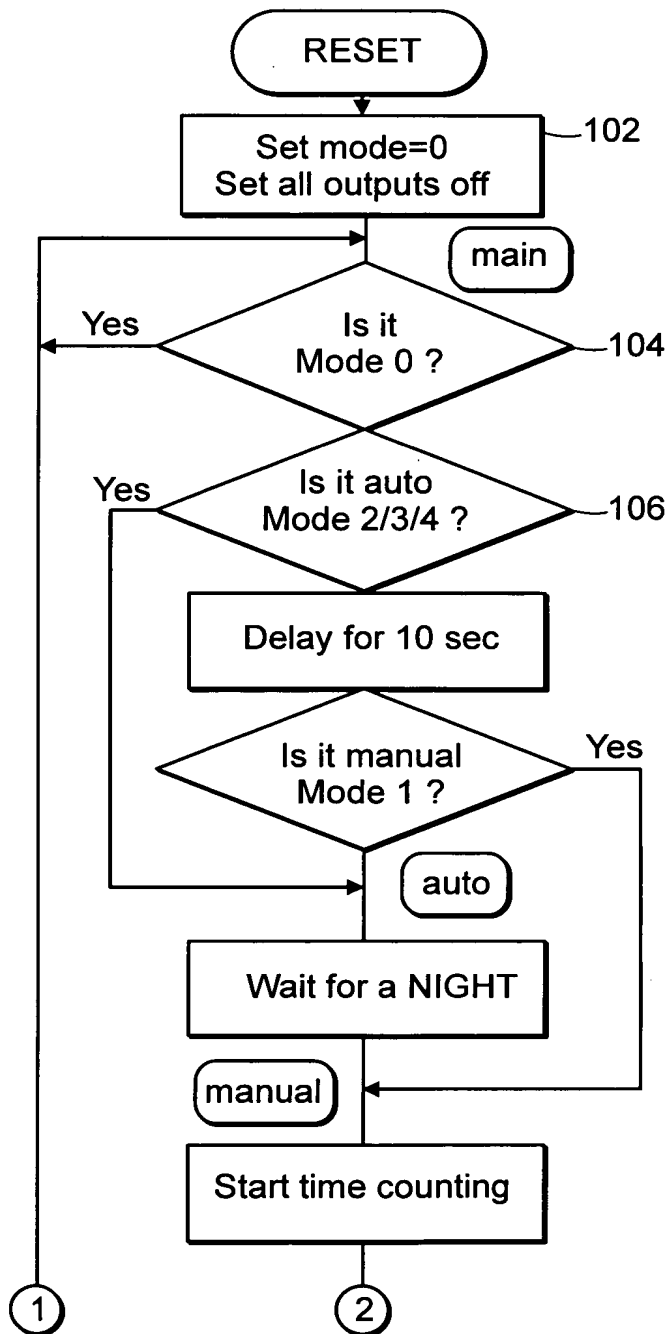 RESET
Set mode=0
Set all outputs off
102
main
Yes
Is it
Mode 0 ?
104
Yes
Is it auto
Mode 2/3/4 ?
106
Delay for 10 sec
Is it manual
Mode 1 ?
Yes
auto
Wait for a NIGHT
manual
Start time counting
1
2